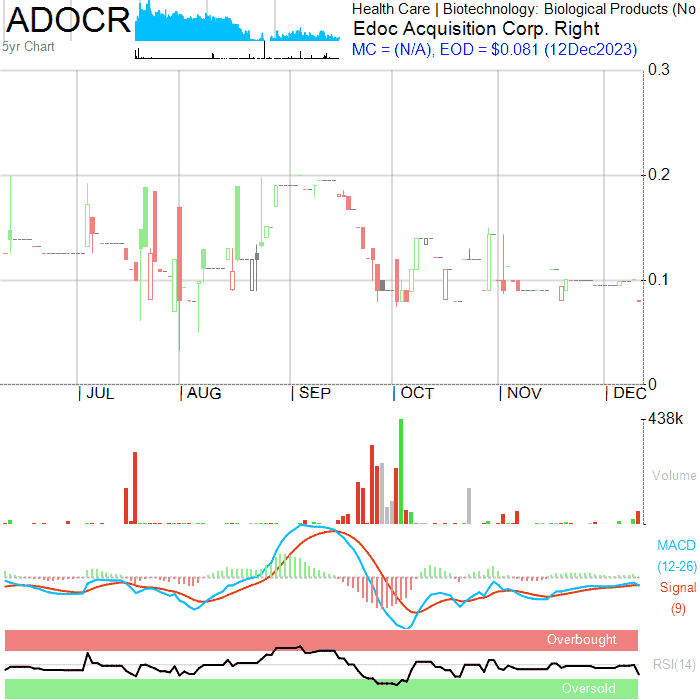 ADOCR
5yr Chart
Health Care | Biotechnology: Biological Products (No
Edoc Acquisition Corp. Right
MC = (N/A), EOD = $0.081 (12Dec2023)
0.3
0.2
0.1
0
| JUL | AUG | SEP | OCT | NOV | DEC
438k
Volume
MACD
(12-26)
Signal
(9)
Overbought
RSI(14)
Oversold